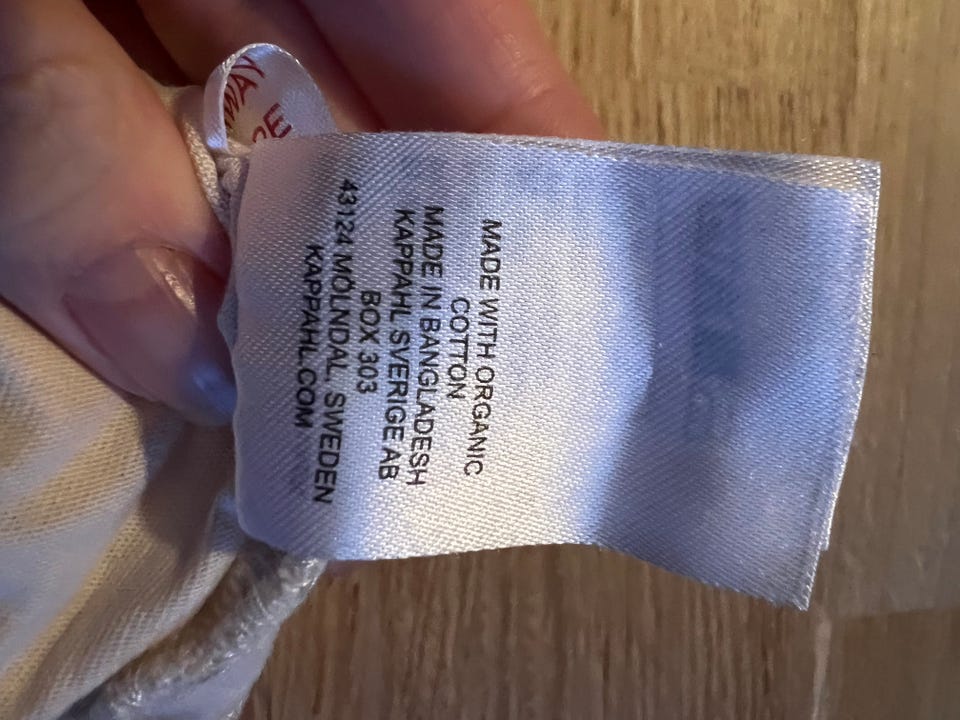 MADE WITH ORGANIC
COTTON
MADE IN BANGLADESH
KAPPAHL SVERIGE AB
BOX 303
43124 MÖLNDAL, SWEDEN
KAPPAHL.COM